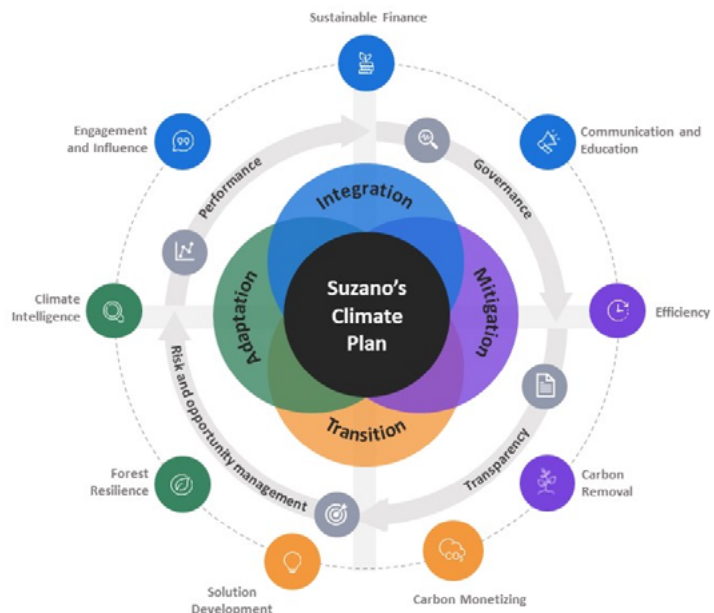 Sustainable Finance
Engagement
and Influence
Communication and
Education
Performance
Governance
Integration
Climate
Intelligence
Adaptation
Suzano's
Climate
Plan
Mitigation
Efficiency
Risk and opportunity management
Transition
Transparency
Forest
Resilience
Carbon
Removal
Solution
Development
CO₂
Carbon Monetizing